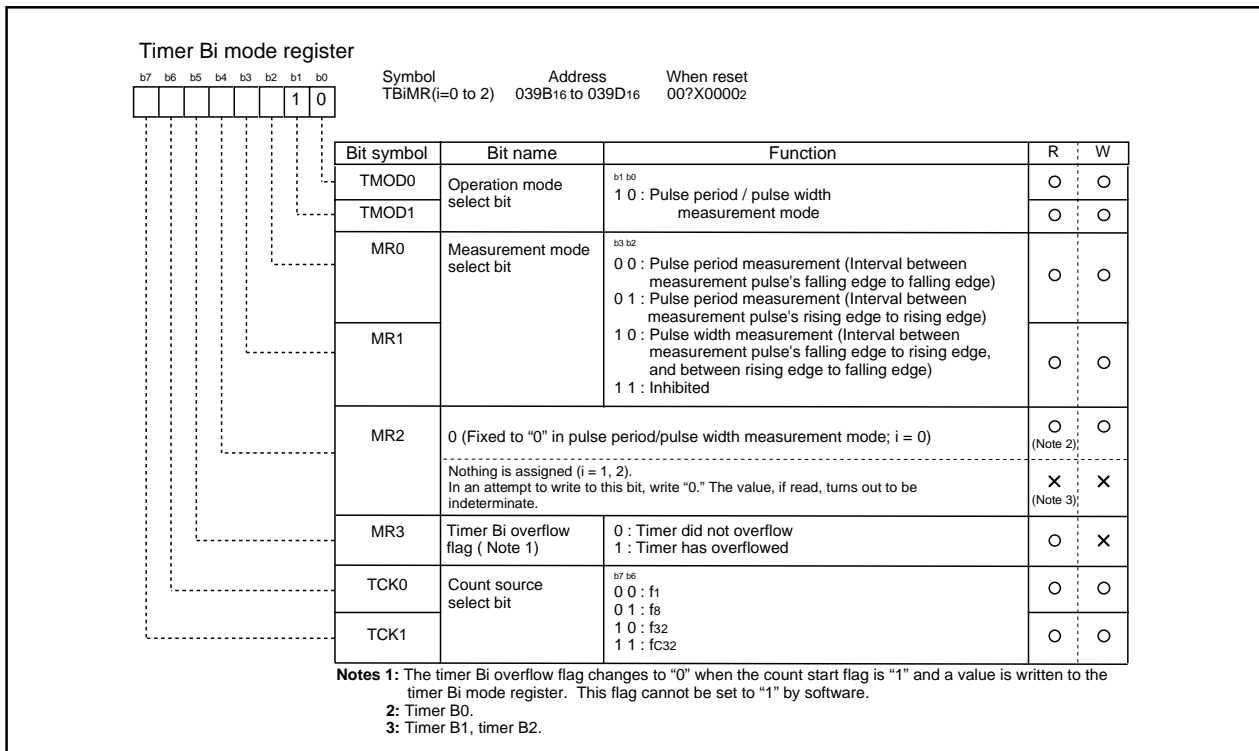 Timer Bi mode register
b7 b6 b5 b4 b3 b2 b1 b0
1 0
Symbol Address When reset
TBiMR(i=0 to 2) 039B16 to 039D16 00?X00002
Bit symbol Bit name Function R W
TMOD0 Operation mode select bit
b1 b0
1 0 : Pulse period / pulse width
measurement mode
TMOD1
MR0 Measurement mode select bit
b3 b2
0 0 : Pulse period measurement (Interval between
measurement pulse's falling edge to falling edge)
0 1 : Pulse period measurement (Interval between
measurement pulse's rising edge to rising edge)
MR1
1 0 : Pulse width measurement (Interval between
measurement pulse's falling edge to rising edge,
and between rising edge to falling edge)
1 1 : Inhibited
MR2 0 (Fixed to “0” in pulse period/pulse width measurement mode; i = 0)
(Note 2)
Nothing is assigned (i = 1, 2).
In an attempt to write to this bit, write “0.” The value, if read, turns out to be
indeterminate.
(Note 3)
MR3 Timer Bi overflow flag ( Note 1)
0 : Timer did not overflow
1 : Timer has overflowed
TCK0 Count source select bit
b7 b6
0 0 : f1
0 1 : f8
TCK1
1 0 : f32
1 1 : fC32
Notes 1: The timer Bi overflow flag changes to “0” when the count start flag is “1” and a value is written to the
timer Bi mode register. This flag cannot be set to “1” by software.
2: Timer B0.
3: Timer B1, timer B2.